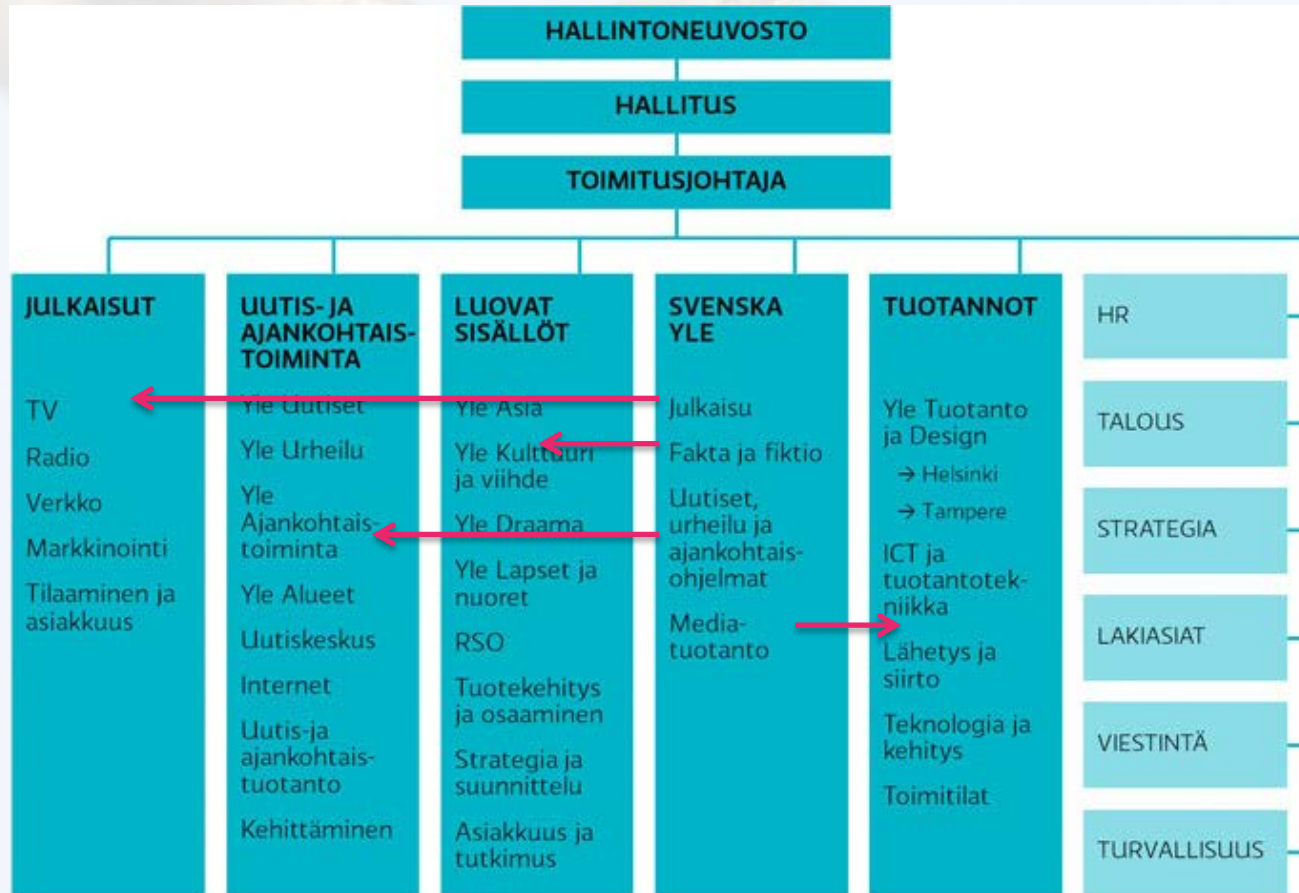 HALLINTONEUVOSTO
HALLITUS
TOIMITUSJOHTAJA
JULKAISUT
TV
Radio
Verkko
Markkinointi
Tilaaminen ja
asiakkuus
UUTIS- JA
AJANKOHTAIS-
TOIMINTA
Yle Uutiset
Yle Urheilu
Yle
Ajankohtais-
toiminta
Yle Alueet
Uutiskeskus
Internet
Uutis-ja
ajankohtais-
tuotanto
Kehittäminen
LUOVAT
SISÄLLÖT
Yle Asia
Yle Kulttuuri
ja viihde
Yle Draama
Yle Lapset ja
nuoret
RSO
Tuotekehitys
ja osaaminen
Strategia ja
suunnittelu
Asiakkuus ja
tutkimus
SVENSKA
YLE
Julkaisu
Fakta ja fiktio
Uutiset,
urheilu ja
ajankohtais-
ohjelmat
Media-
tuotanto
TUOTANNOT
Yle Tuotanto
ja Design
→ Helsinki
→ Tampere
ICT ja
tuotantotek-
niikka
Lähetys ja
siirto
Teknologia ja
kehitys
Toimitilat
HR
TALOUS
STRATEGIA
LAKIASIAT
VIESTINTÄ
TURVALLISUUS